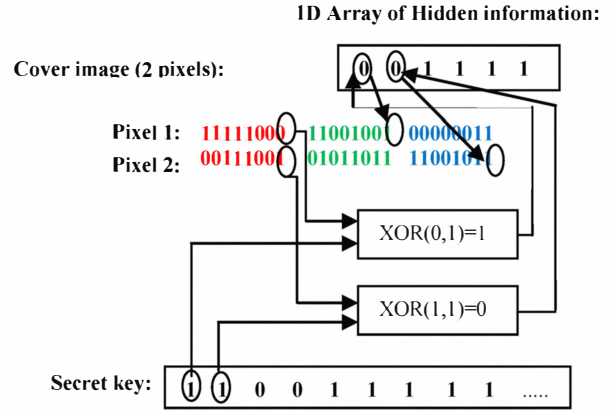 1D Array of Hidden information:
Cover image (2 pixels): 0 0 1 1 1 1
Pixel 1: 11111000 11001001 00000011
Pixel 2: 00111001 01011011 11001011
XOR(0,1)=1
XOR(1,1)=0
Secret key: 1 1 0 0 1 1 1 1 1 .....